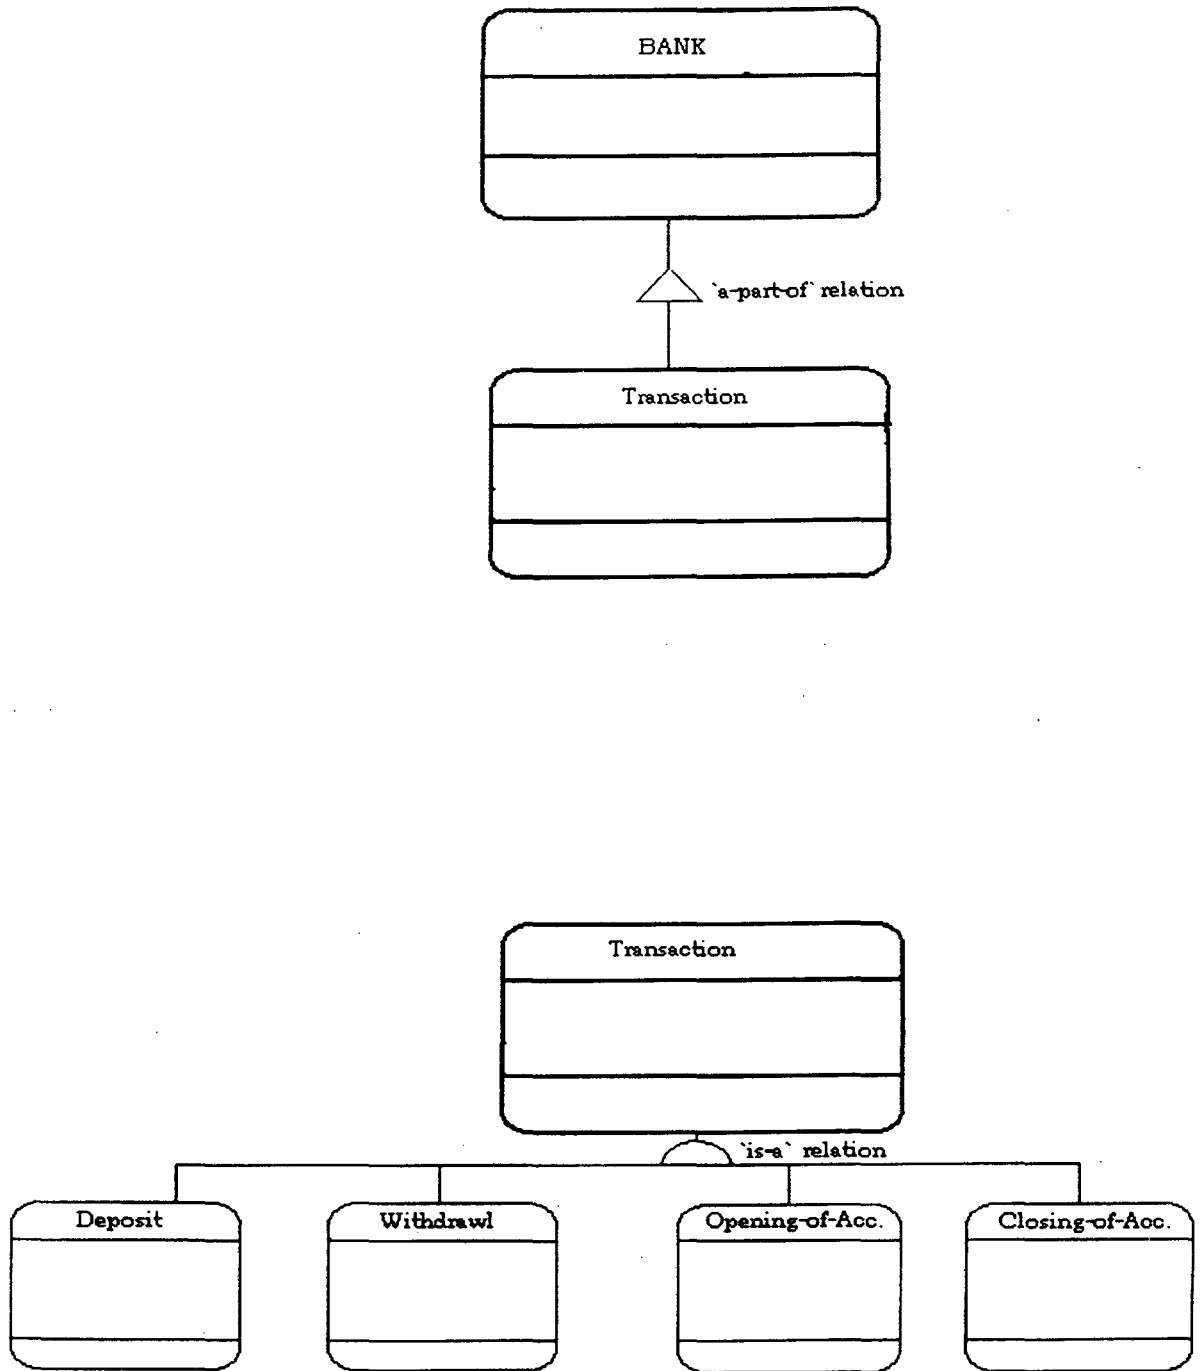 BANK
`a-part-of` relation
Transaction
Transaction
`is-a` relation
Deposit
Withdrawl
Opening-of-Acc.
Closing-of-Acc.